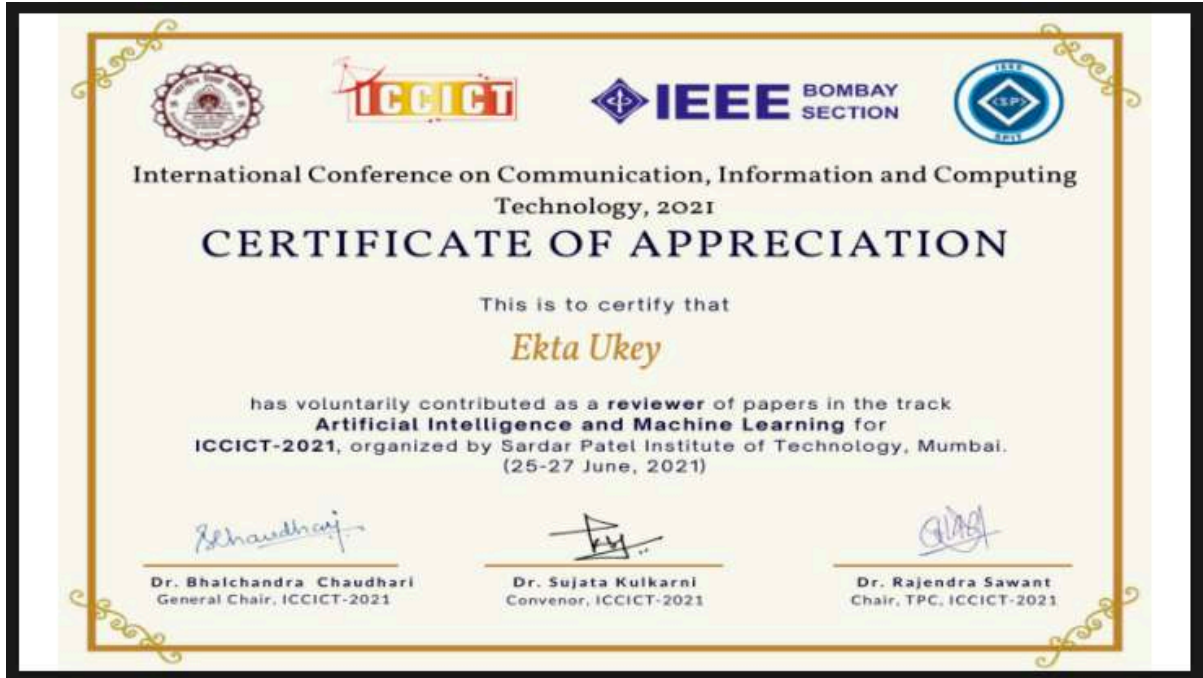 ICCICT
IEEE BOMBAY SECTION
IEEE
SPS
SPIT
International Conference on Communication, Information and Computing
Technology, 2021
CERTIFICATE OF APPRECIATION
This is to certify that
Ekta Ukey
has voluntarily contributed as a reviewer of papers in the track
Artificial Intelligence and Machine Learning for
ICCICT-2021, organized by Sardar Patel Institute of Technology, Mumbai.
(25-27 June, 2021)
Dr. Bhalchandra Chaudhari
General Chair, ICCICT-2021
Dr. Sujata Kulkarni
Convenor, ICCICT-2021
Dr. Rajendra Sawant
Chair, TPC, ICCICT-2021